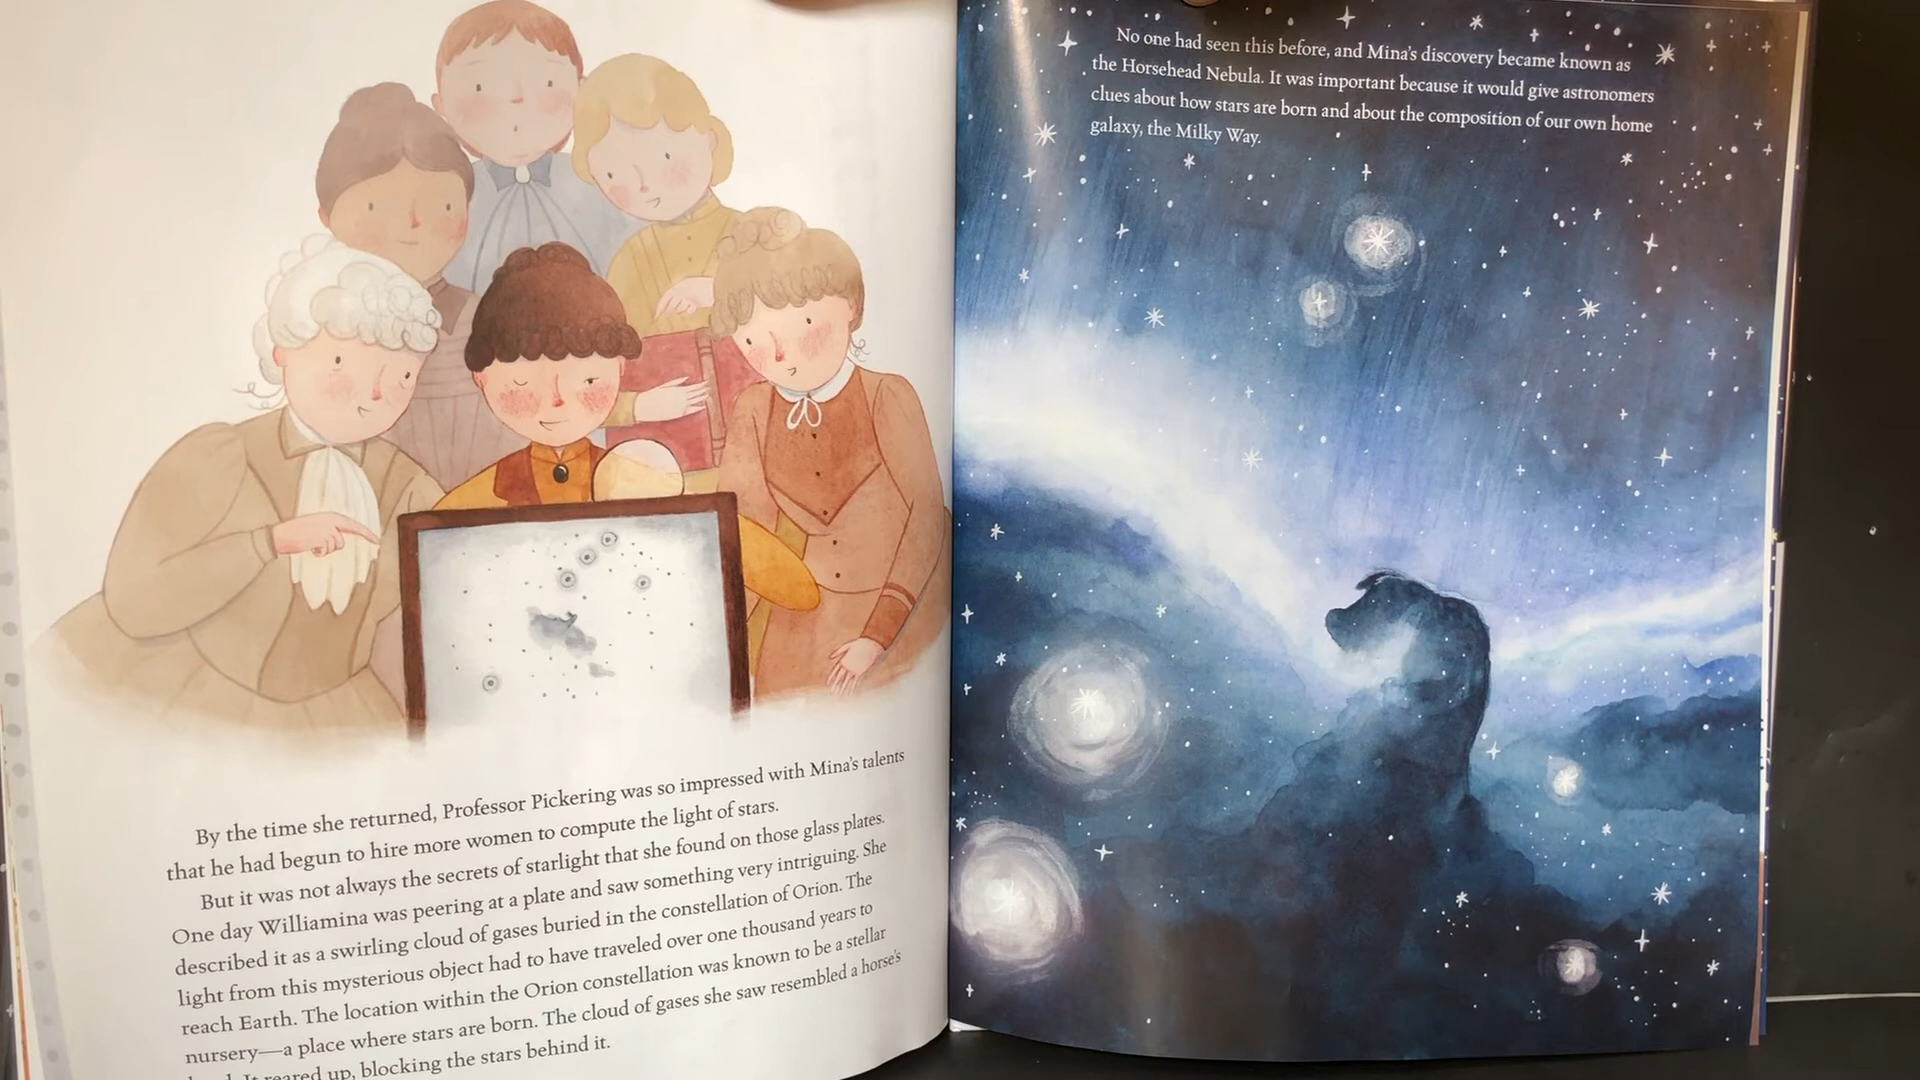 By the time she returned, Professor Pickering was so impressed with Mina's talents
that he had begun to hire more women to compute the light of stars.
But it was not always the secrets of starlight that she found on those glass plates.
One day Williamina was peering at a plate and saw something very intriguing. She
described it as a swirling cloud of gases buried in the constellation of Orion. The
light from this mysterious object had to have traveled over one thousand years to
reach Earth. The location within the Orion constellation was known to be a stellar
nursery—a place where stars are born. The cloud of gases she saw resembled a horse's
It reared up, blocking the stars behind it.
No one had seen this before, and Mina's discovery became known as
the Horsehead Nebula. It was important because it would give astronomers
clues about how stars are born and about the composition of our own home
galaxy, the Milky Way.